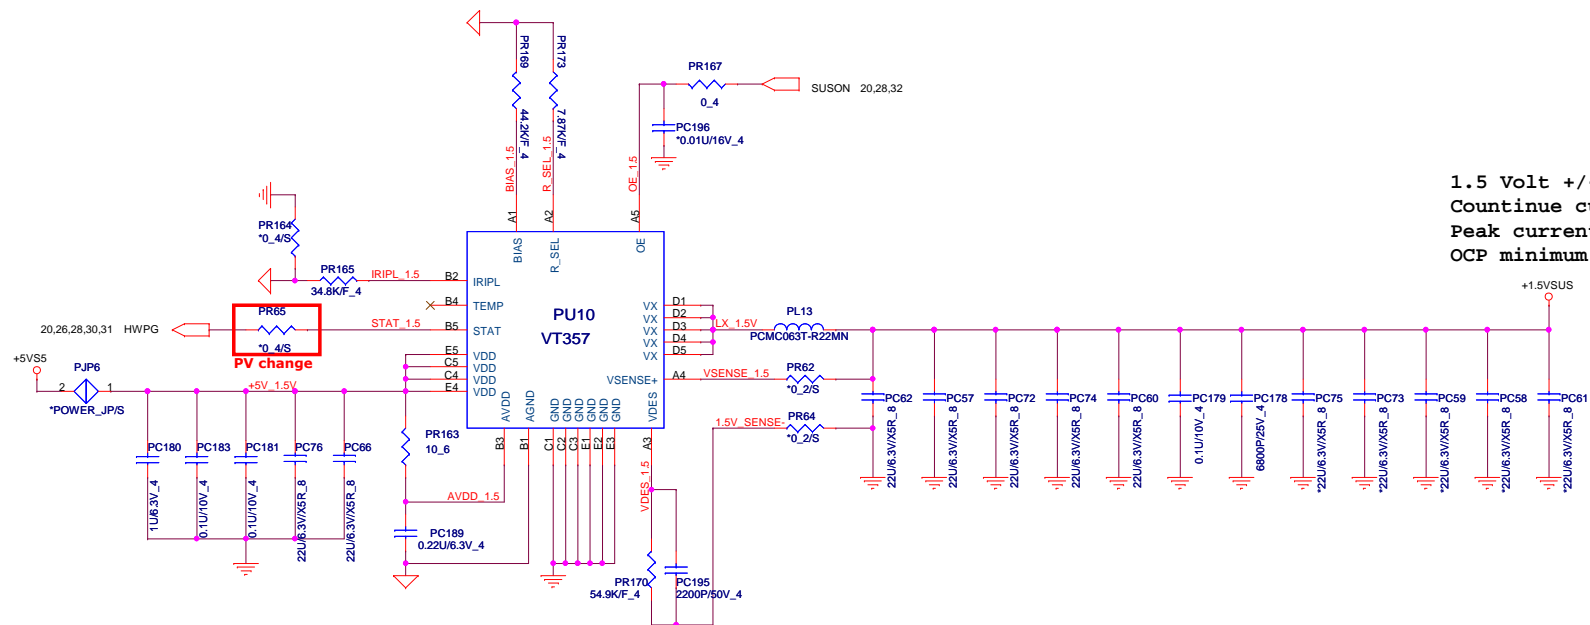 PR169
44.2K/F_4
PR173
7.87K/F_4
PR167
0_4
SUSON 20,28,32
PC196
*0.01U/16V_4
BIAS_1.5
R_SEL_1.5
OE_1.5
A1
A2
A5
1.5 Volt +/
Countinue cu
Peak current
OCP minimum
+1.5VSUS
PR164
*0_4/S
PR165
34.8K/F_4
IRIPL_1.5
B2
IRIPL
BIAS
R_SEL
OE
B4
TEMP
PR65
*0_4/S
PV change
20,26,28,30,31 HWPG
STAT_1.5
B5
STAT
PU10
VT357
VX
D1
VX
D2
VX
D3
VX
D4
VX
D5
LX_1.5V
PL13
PCMC063T-R22MN
+5VS5
PJP6
2
1
*POWER_JP/S
+5V_1.5V
E5
VDD
C5
VDD
C4
VDD
E4
VDD
VSENSE+
A4
VSENSE_1.5
PR62
*0_2/S
1.5V_SENSE-
PR64
*0_2/S
AVDD
AGND
GND
GND
GND
GND
GND
GND
VDES
B3
B1
C1
C2
C3
E1
E2
E3
A3
VDES_1.5
PC180
1U/6.3V_4
PC183
0.1U/10V_4
PC181
0.1U/10V_4
PC76
22U/6.3V/X5R_8
PC66
22U/6.3V/X5R_8
PR163
10_6
AVDD_1.5
PC189
0.22U/6.3V_4
PR170
54.9K/F_4
PC195
2200P/50V_4
PC62
22U/6.3V/X5R_8
PC57
22U/6.3V/X5R_8
PC72
22U/6.3V/X5R_8
PC74
22U/6.3V/X5R_8
PC60
22U/6.3V/X5R_8
PC179
0.1U/10V_4
PC178
6800P/25V_4
PC75
*22U/6.3V/X5R_8
PC73
*22U/6.3V/X5R_8
PC59
*22U/6.3V/X5R_8
PC58
*22U/6.3V/X5R_8
PC61
*22U/6.3V/X5R_8